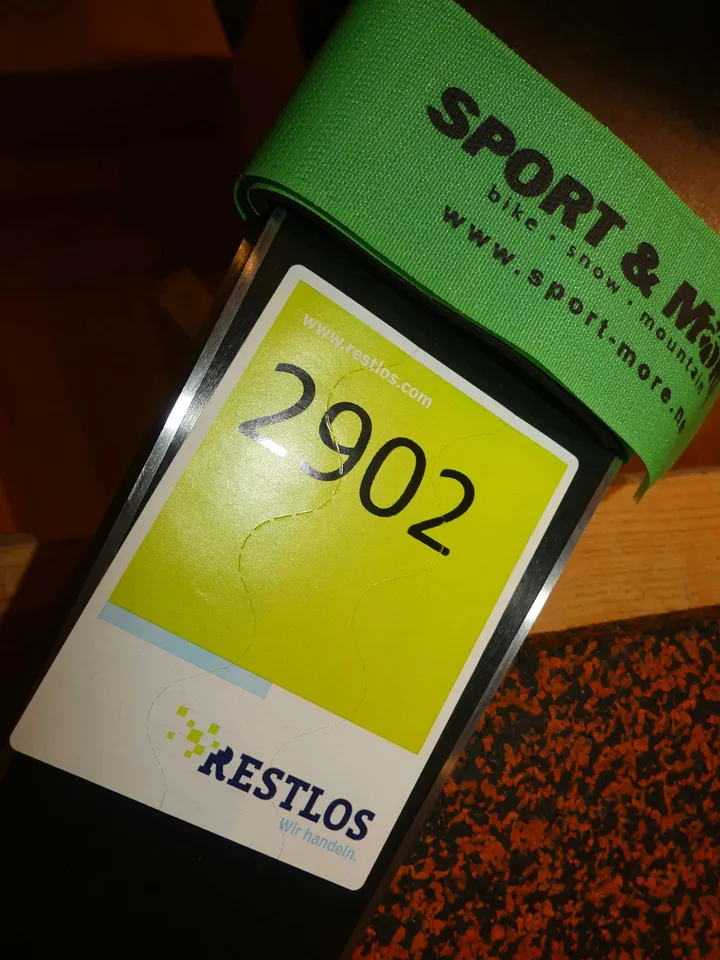 SPORT &
bike • snow • mountain
www.sport-more.
www.restlos.com
2902
RESTLOS
Wir handeln.